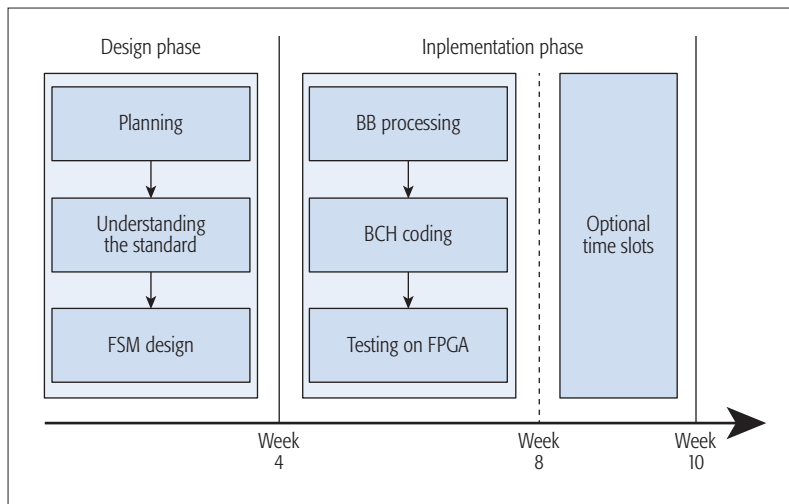 Design phase
Inplementation phase
Planning
Understanding
the standard
FSM design
BB processing
BCH coding
Testing on FPGA
Optional
time slots
Week
4
Week
8
Week
10